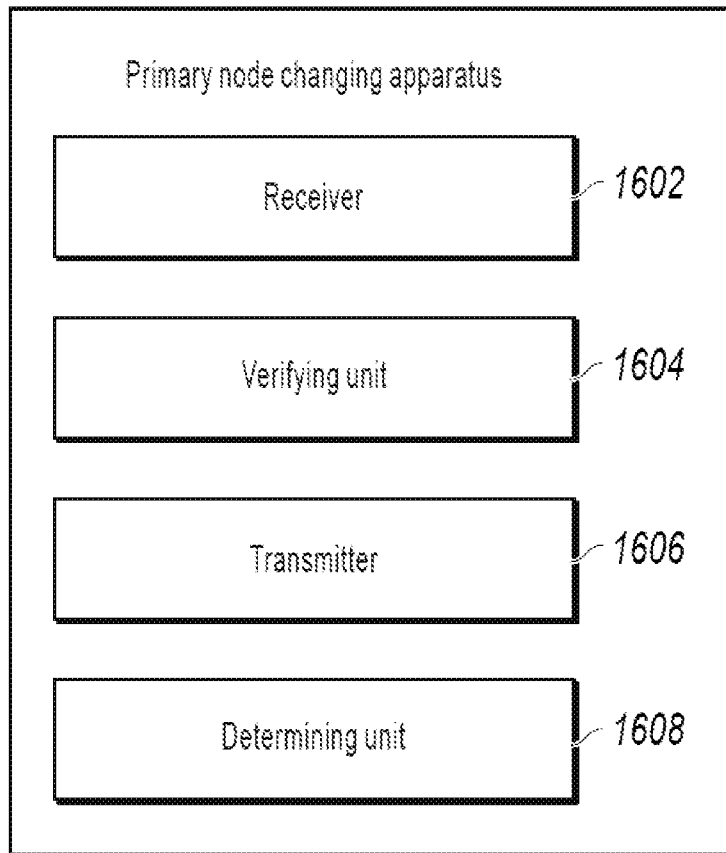 Primary node changing apparatus
Receiver
1602
Verifying unit
1604
Transmitter
1606
Determining unit
1608